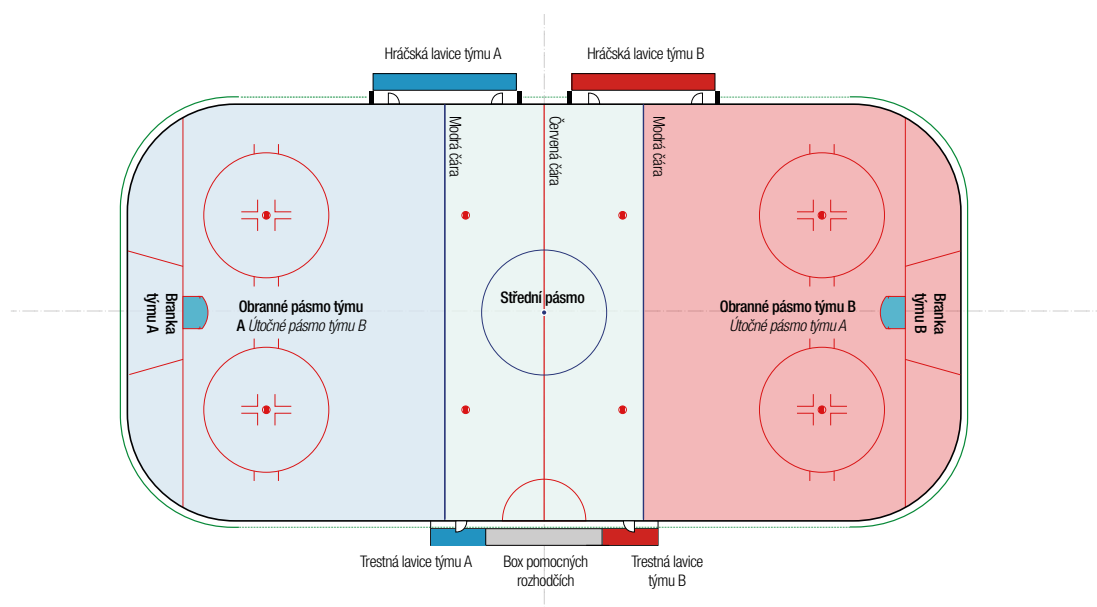 Hráčská lavice týmu A
Hráčská lavice týmu B
Modrá čára
Červená čára
Modrá čára
Branka
týmu A
Obranné pásmo týmu
A Útočné pásmo týmu B
Střední pásmo
Obranné pásmo týmu B
Útočné pásmo týmu A
Branka
týmu B
Trestná lavice týmu A
Box pomocných
rozhodčích
Trestná lavice
týmu B